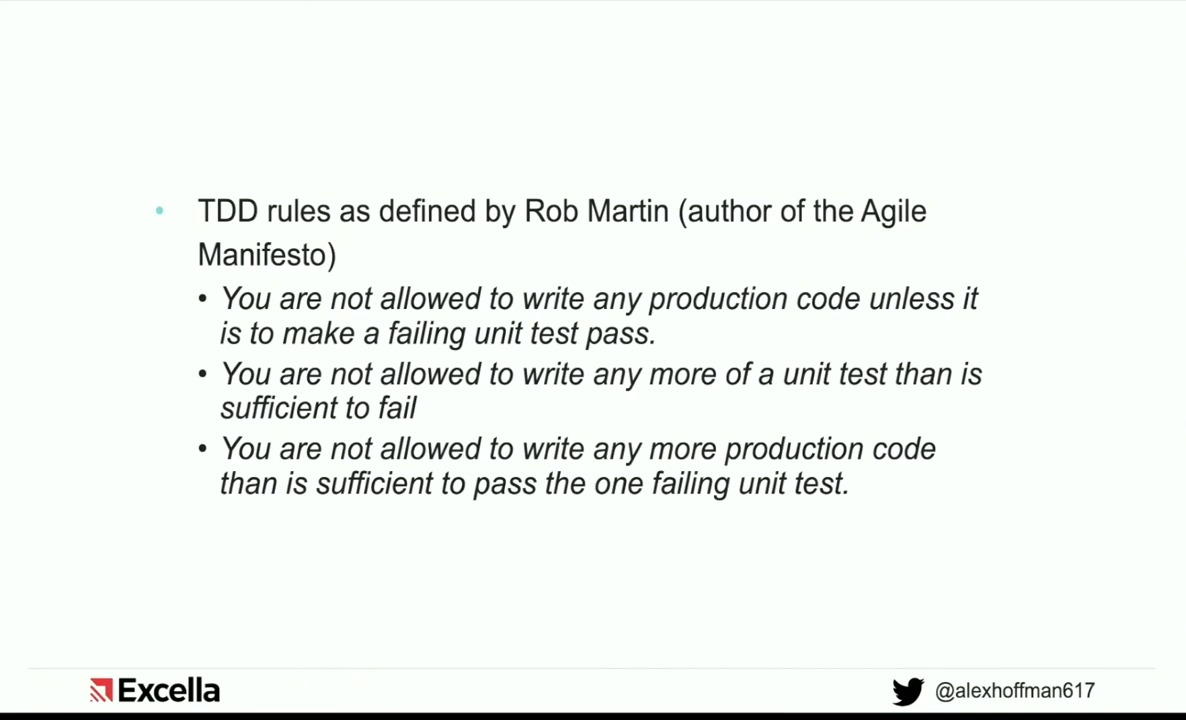 • TDD rules as defined by Rob Martin (author of the Agile
Manifesto)
• You are not allowed to write any production code unless it
is to make a failing unit test pass.
• You are not allowed to write any more of a unit test than is
sufficient to fail
• You are not allowed to write any more production code
than is sufficient to pass the one failing unit test.
Excella
@alexhoffman617